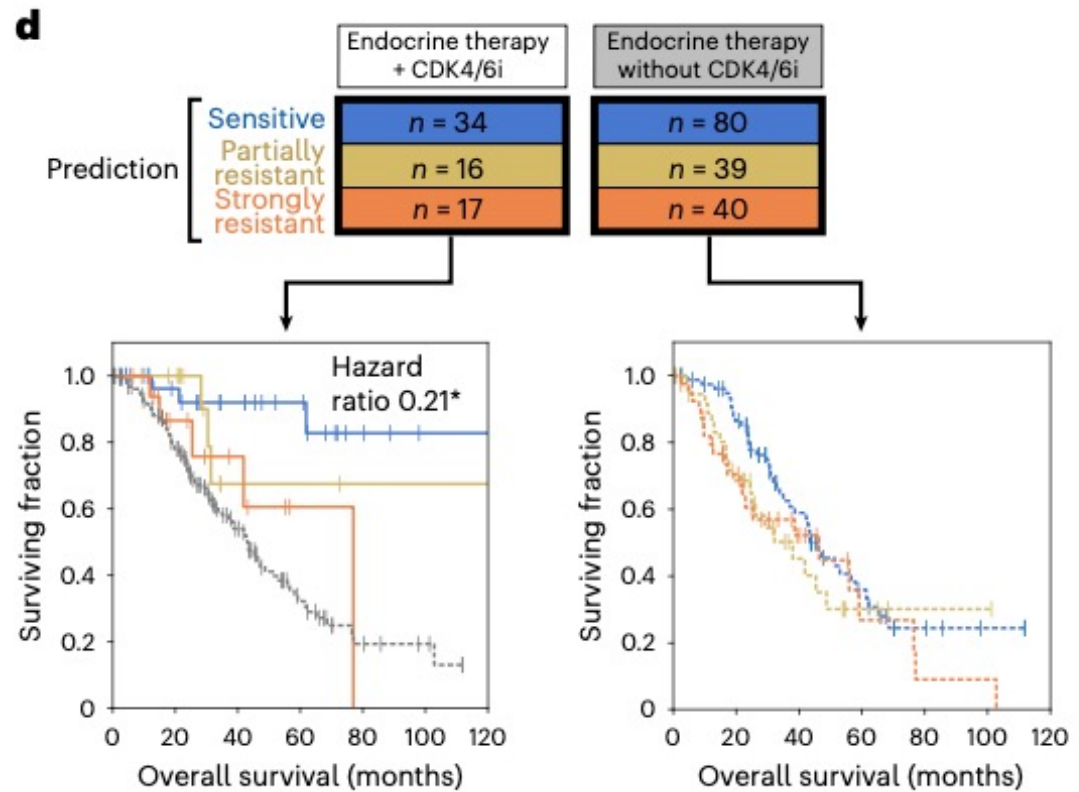 d
Endocrine therapy
+ CDK4/6i
Endocrine therapy
without CDK4/6i
Prediction
Sensitive
Partially
resistant
Strongly
resistant
n = 34
n = 80
n = 16
n = 39
n = 17
n = 40
Hazard
ratio 0.21*
Surviving fraction
1.0
0.8
0.6
0.4
0.2
0
0 20 40 60 80 100 120
Overall survival (months)
Surviving fraction
1.0
0.8
0.6
0.4
0.2
0
0 20 40 60 80 100 120
Overall survival (months)